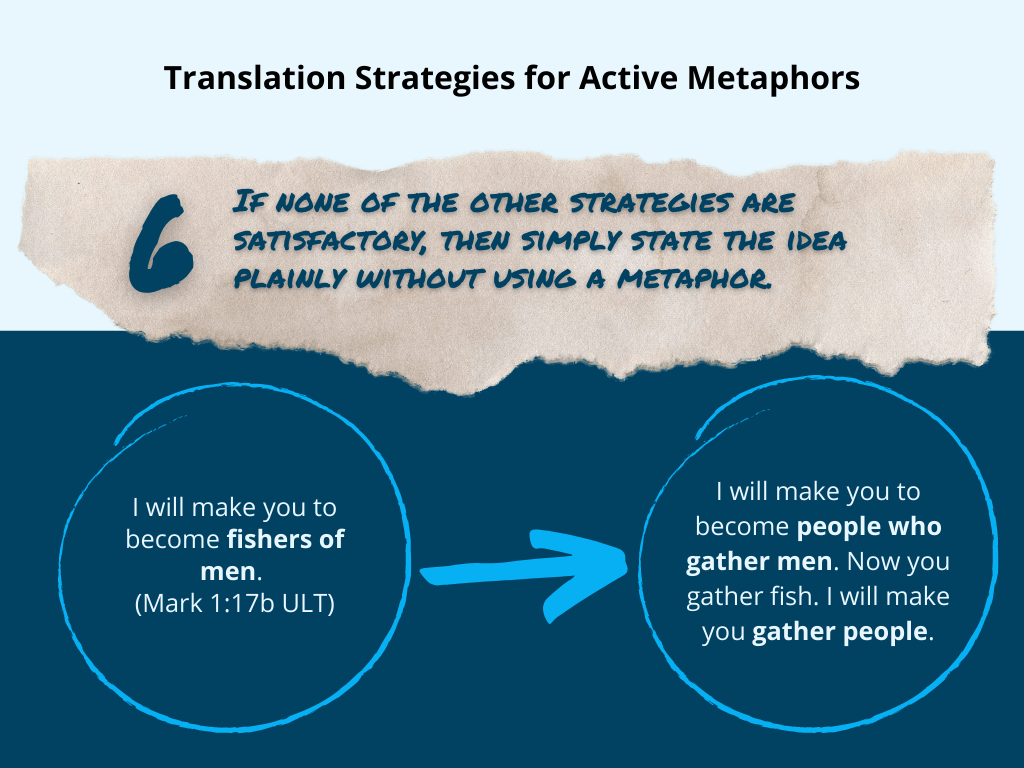 Translation Strategies for Active Metaphors
6
If none of the other strategies are
satisfactory, then simply state the idea
plainly without using a metaphor.
I will make you to
become fishers of
men.
(Mark 1:17b ULT)
I will make you to
become people who
gather men. Now you
gather fish. I will make
you gather people.